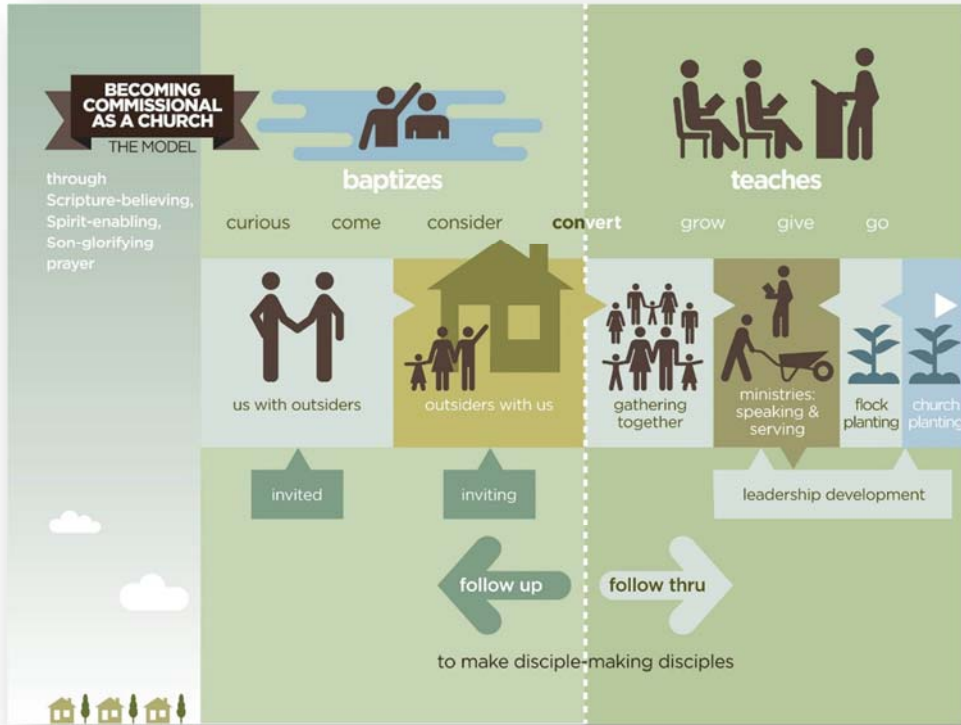 BECOMING
COMMISSIONAL
AS A CHURCH
THE MODEL
through
Scripture-believing,
Spirit-enabling,
Son-glorifying
prayer
baptizes
teaches
curious come consider convert grow give go
us with outsiders
outsiders with us
gathering
together
ministries:
speaking &
serving
flock
planting
church
planting
invited
inviting
leadership development
follow up
follow thru
to make disciple-making disciples